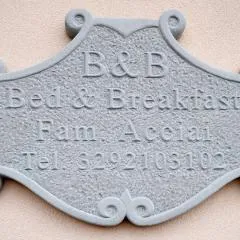 B&B
Bed & Breakfast
Fam. Acciai
Tel. 3292103102